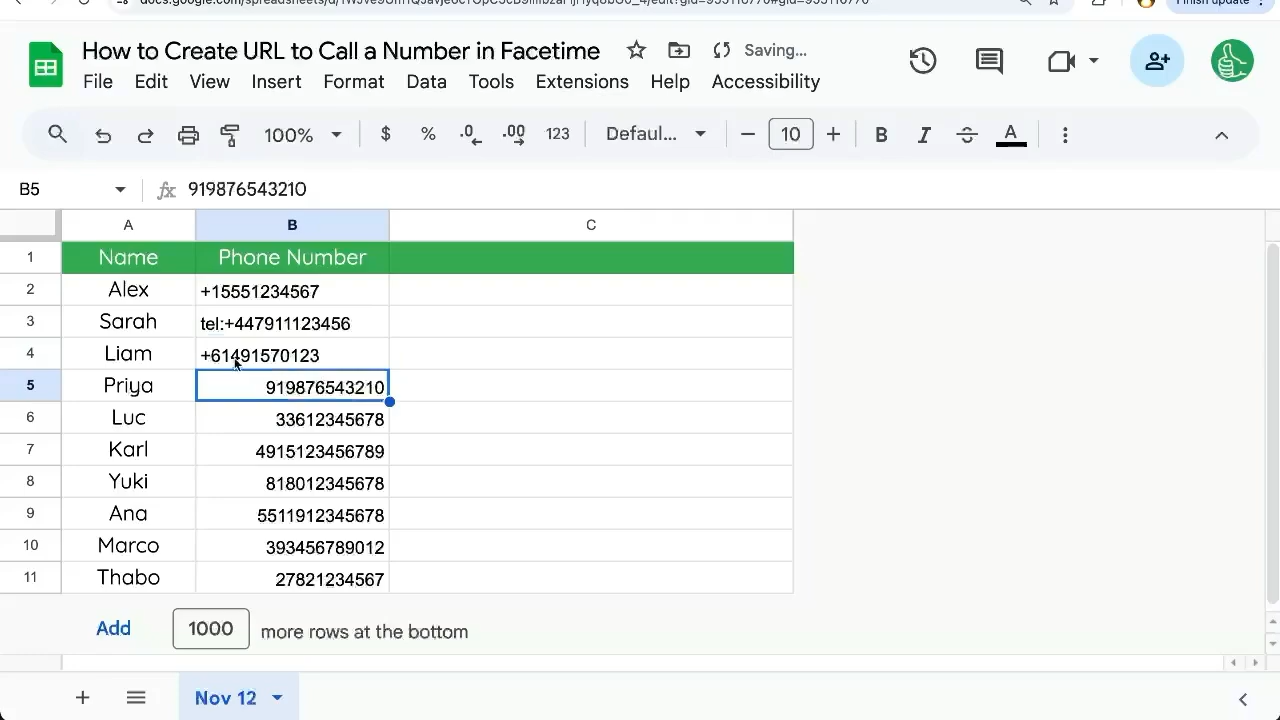 How to Create URL to Call a Number in Facetime Saving...
File Edit View Insert Format Data Tools Extensions Help Accessibility
100% $ % .0 .00 123 Defaul... 10 B I S A
B5 fx 919876543210
A B C
1 Name Phone Number
2 Alex +15551234567
3 Sarah tel:+447911123456
4 Liam +61491570123
5 Priya 919876543210
6 Luc 33612345678
7 Karl 4915123456789
8 Yuki 818012345678
9 Ana 5511912345678
10 Marco 393456789012
11 Thabo 27821234567
Add 1000 more rows at the bottom
Nov 12